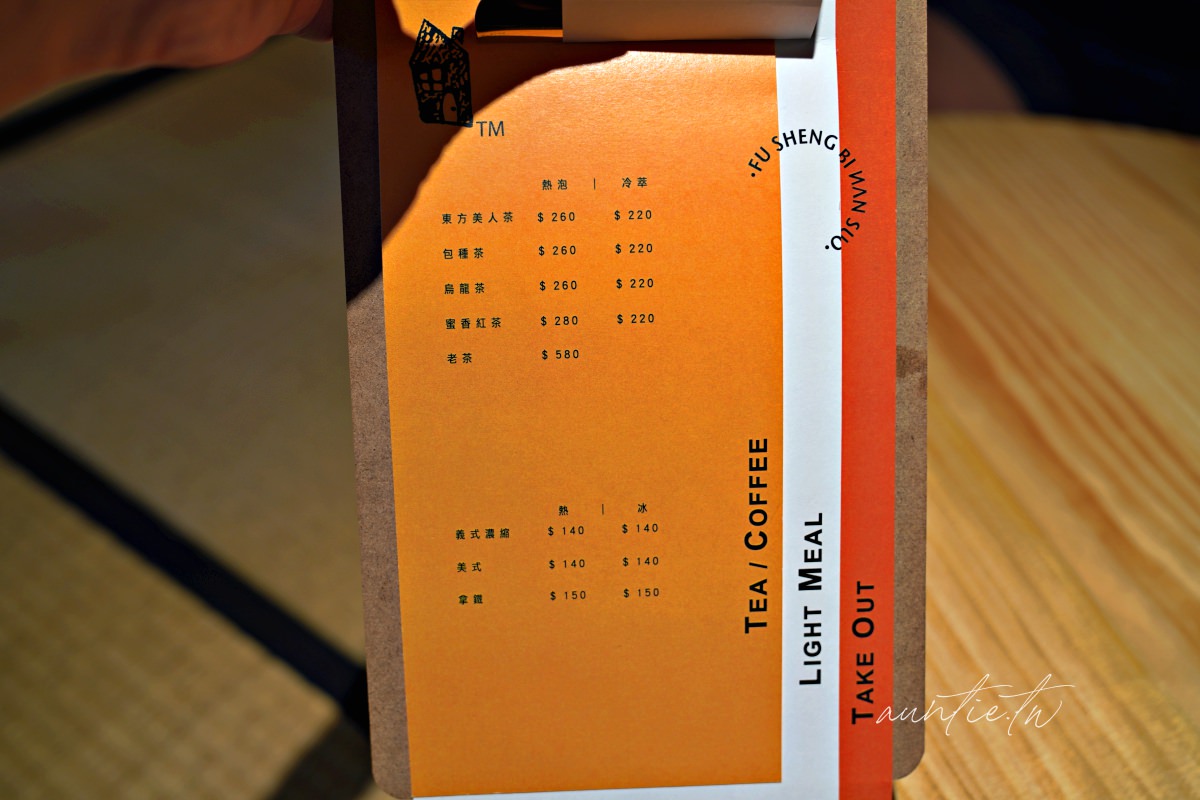 TM
·FU SHENG BI WAN SUO·
熱泡 | 冷萃
東方美人茶 $ 260 $ 220
包種茶 $ 260 $ 220
烏龍茶 $ 260 $ 220
蜜香紅茶 $ 280 $ 220
老茶 $ 580
熱 | 冰
義式濃縮 $ 140 $ 140
美式 $ 140 $ 140
拿鐵 $ 150 $ 150
TEA / COFFEE
LIGHT MEAL
TAKE OUT
auntie.tw